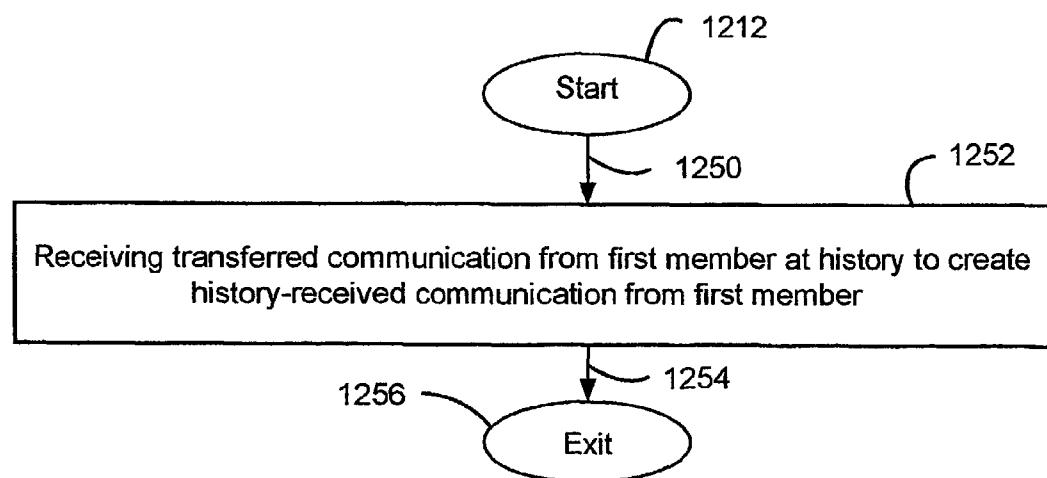 1212
Start
1250
1252
Receiving transferred communication from first member at history to create
history-received communication from first member
1254
1256
Exit